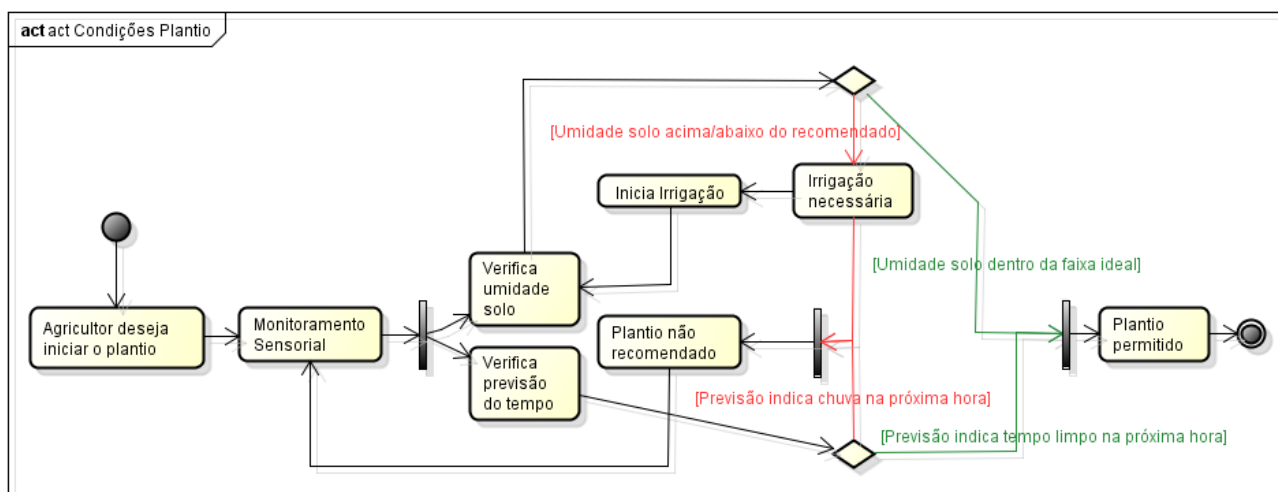 act act Condições Plantio
[Umidade solo acima/abaixo do recomendado]
Inicia Irrigação
Irrigação
necessária
Verifica
umidade
solo
[Umidade solo dentro da faixa ideal]
Agricultor deseja
iniciar o plantio
Monitoramento
Sensorial
Plantio não
recomendado
Plantio
permitido
Verifica
previsão
do tempo
[Previsão indica chuva na próxima hora]
[Previsão indica tempo limpo na próxima hora]